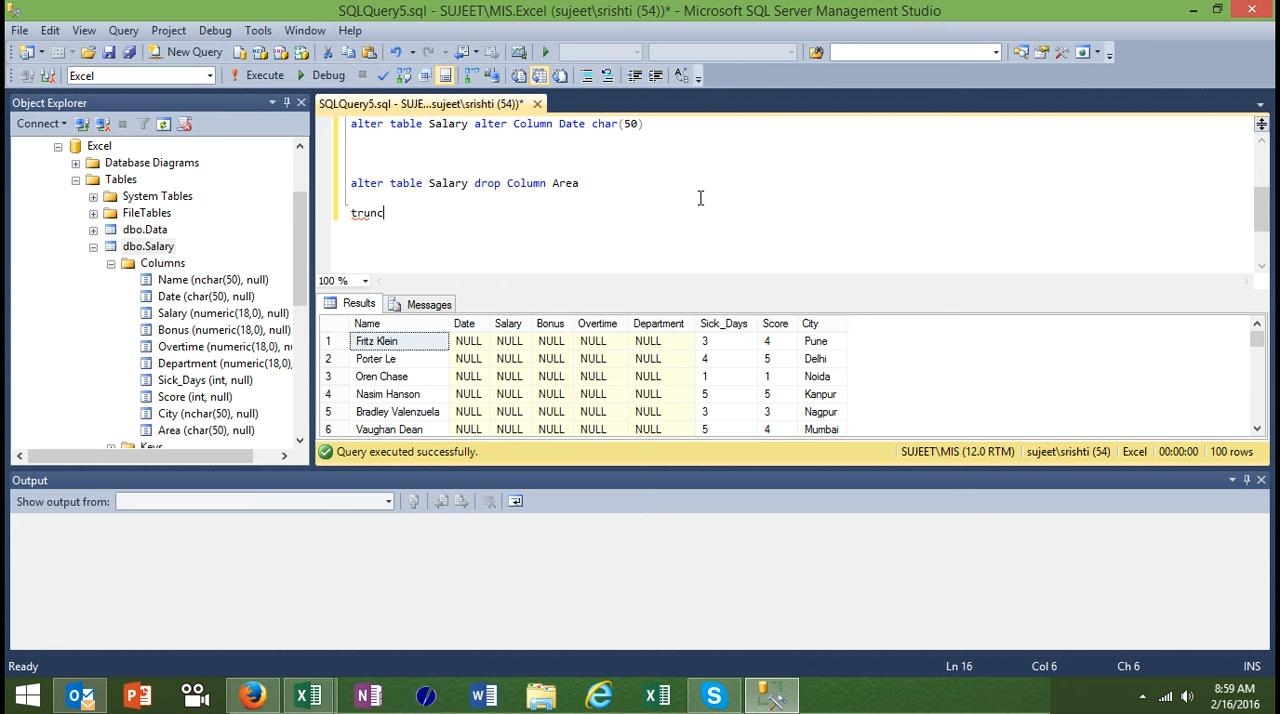 SQLQuery5.sql - SUJEET\MIS.Excel (sujeet\srishti (54))* - Microsoft SQL Server Management Studio
File Edit View Query Project Debug Tools Window Help
New Query
Excel Execute Debug
Object Explorer
SQLQuery5.sql - SUJE...sujeet\srishti (54))*
Connect
Excel
Database Diagrams
Tables
System Tables
FileTables
dbo.Data
dbo.Salary
Columns
Name (nchar(50), null)
Date (char(50), null)
Salary (numeric(18,0), null)
Bonus (numeric(18,0), null)
Overtime (numeric(18,0), nu
Department (numeric(18,0),
Sick_Days (int, null)
Score (int, null)
City (nchar(50), null)
Area (char(50), null)
Keys
alter table Salary alter Column Date char(50)
alter table Salary drop Column Area
trunc
100 %
Results Messages
Name Date Salary Bonus Overtime Department Sick_Days Score City
1 Fritz Klein NULL NULL NULL NULL NULL 3 4 Pune
2 Porter Le NULL NULL NULL NULL NULL 4 5 Delhi
3 Oren Chase NULL NULL NULL NULL NULL 1 1 Noida
4 Nasim Hanson NULL NULL NULL NULL NULL 5 5 Kanpur
5 Bradley Valenzuela NULL NULL NULL NULL NULL 3 3 Nagpur
6 Vaughan Dean NULL NULL NULL NULL NULL 5 4 Mumbai
Query executed successfully. SUJEET\MIS (12.0 RTM) sujeet\srishti (54) Excel 00:00:00 100 rows
Output
Show output from:
Ready Ln 16 Col 6 Ch 6 INS
8:59 AM
2/16/2016